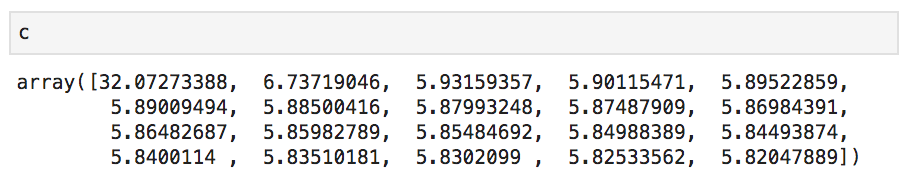 c
array([32.07273388,  6.73719046,  5.93159357,  5.90115471,  5.89522859,
        5.89009494,  5.88500416,  5.87993248,  5.87487909,  5.86984391,
        5.86482687,  5.85982789,  5.85484692,  5.84988389,  5.84493874,
        5.8400114 ,  5.83510181,  5.8302099 ,  5.82533562,  5.82047889])